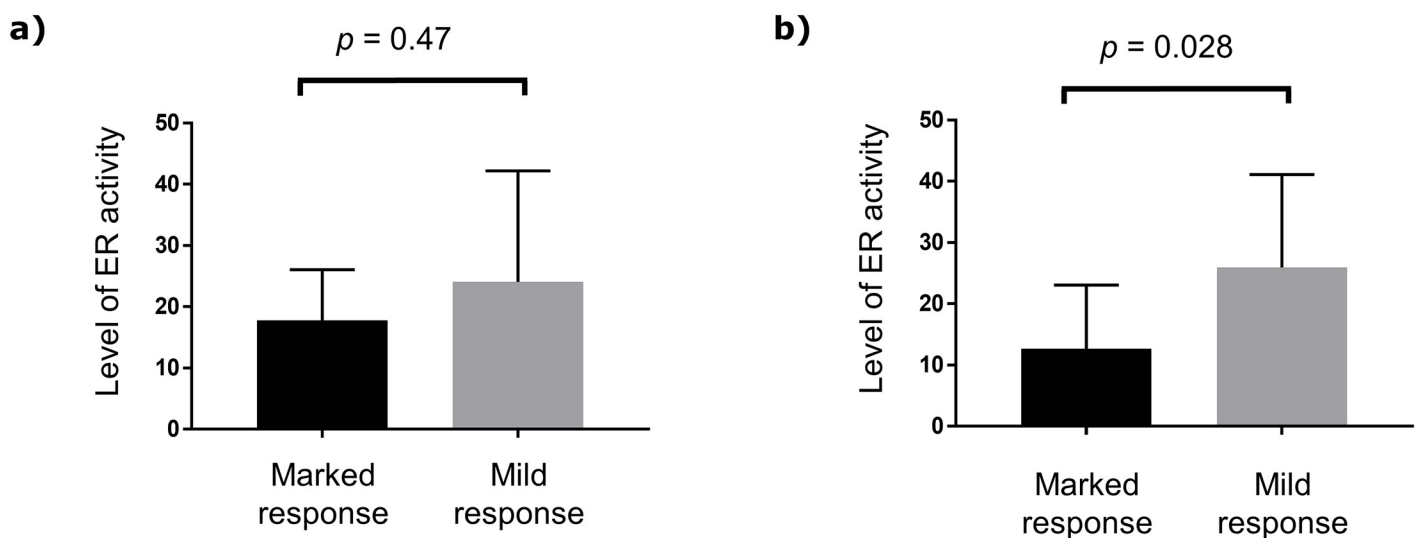 a)
p = 0.47
Level of ER activity
50
40
30
20
10
0
Marked
response
Mild
response
b)
p = 0.028
Level of ER activity
50
40
30
20
10
0
Marked
response
Mild
response